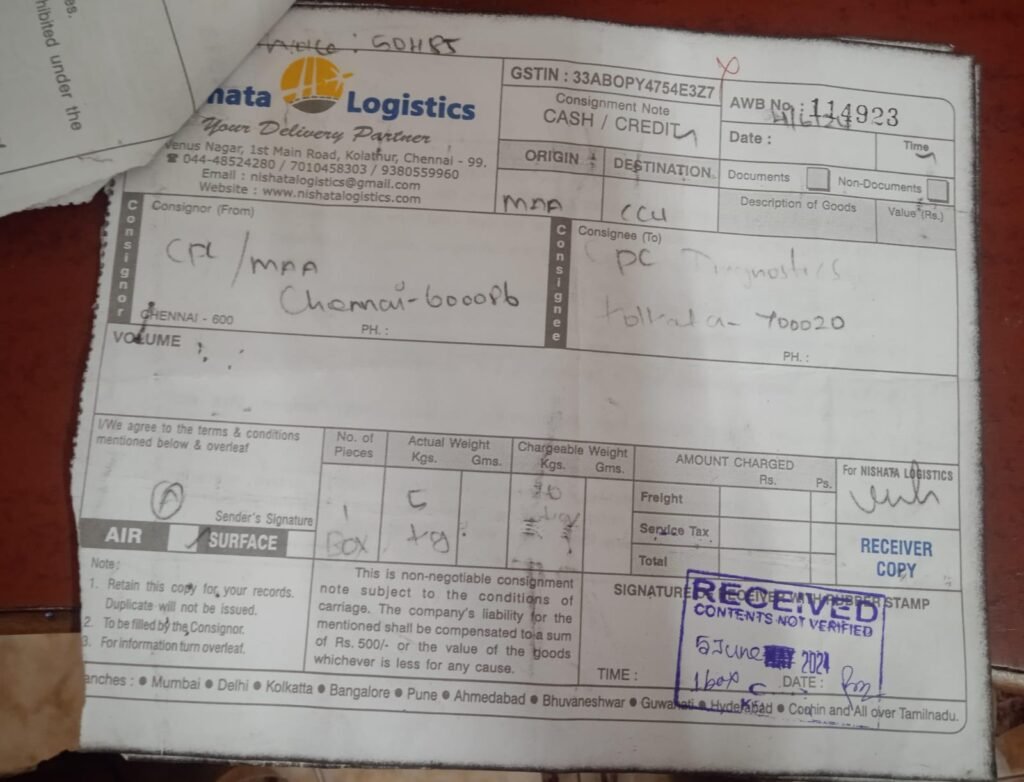 es.
hibited under the
: 50HRS
hata Logistics
Your Delivery Partner
Venus Nagar, 1st Main Road, Kolathur, Chennai - 99.
☎ 044-48524280 / 7010458303 / 9380559960
Email : nishatalogistics@gmail.com
Website : www.nishatalogistics.com
GSTIN : 33ABOPY4754E3Z7
Consignment Note
CASH / CREDIT
ORIGIN
DESTINATION
MAA
CCU
AWB No. 114923
Date :
Time
Documents
Non-Documents
Description of Goods
Value (Rs.)
Consignor
Consignor (From)
CPC / MAA
Chennai-
CHENNAI - 600
PH. :
Consignee
Consignee (To)
PC Diagnostics
Kolkata- 700020
PH. :
VOLUME
I/We agree to the terms & conditions
mentioned below & overleaf
Sender's Signature
AIR
SURFACE
No. of Pieces
1
BOX
Actual Weight
Kgs. Gms.
5
kg
Chargeable Weight
Kgs. Gms.
AMOUNT CHARGED
Rs. Ps.
Freight
Service Tax
Total
For NISHATA LOGISTICS
RECEIVER
COPY
Note:
1. Retain this copy for your records.
Duplicate will not be issued.
2. To be filled by the Consignor.
3. For information turn overleaf.
This is non-negotiable consignment
note subject to the conditions of
carriage. The company's liability for
the mentioned shall be compensated to a sum
of Rs. 500/- or the value of the goods
whichever is less for any cause.
SIGNATURE RECEIVER WITH RUBBER STAMP
RECEIVED
CONTENTS NOT VERIFIED
5 June 2024
1 box
TIME :
DATE :
anches : ● Mumbai ● Delhi ● Kolkatta ● Bangalore ● Pune ● Ahmedabad ● Bhuvaneshwar ● Guwahati ● Hyderabad ● Cochin and All over Tamilnadu.